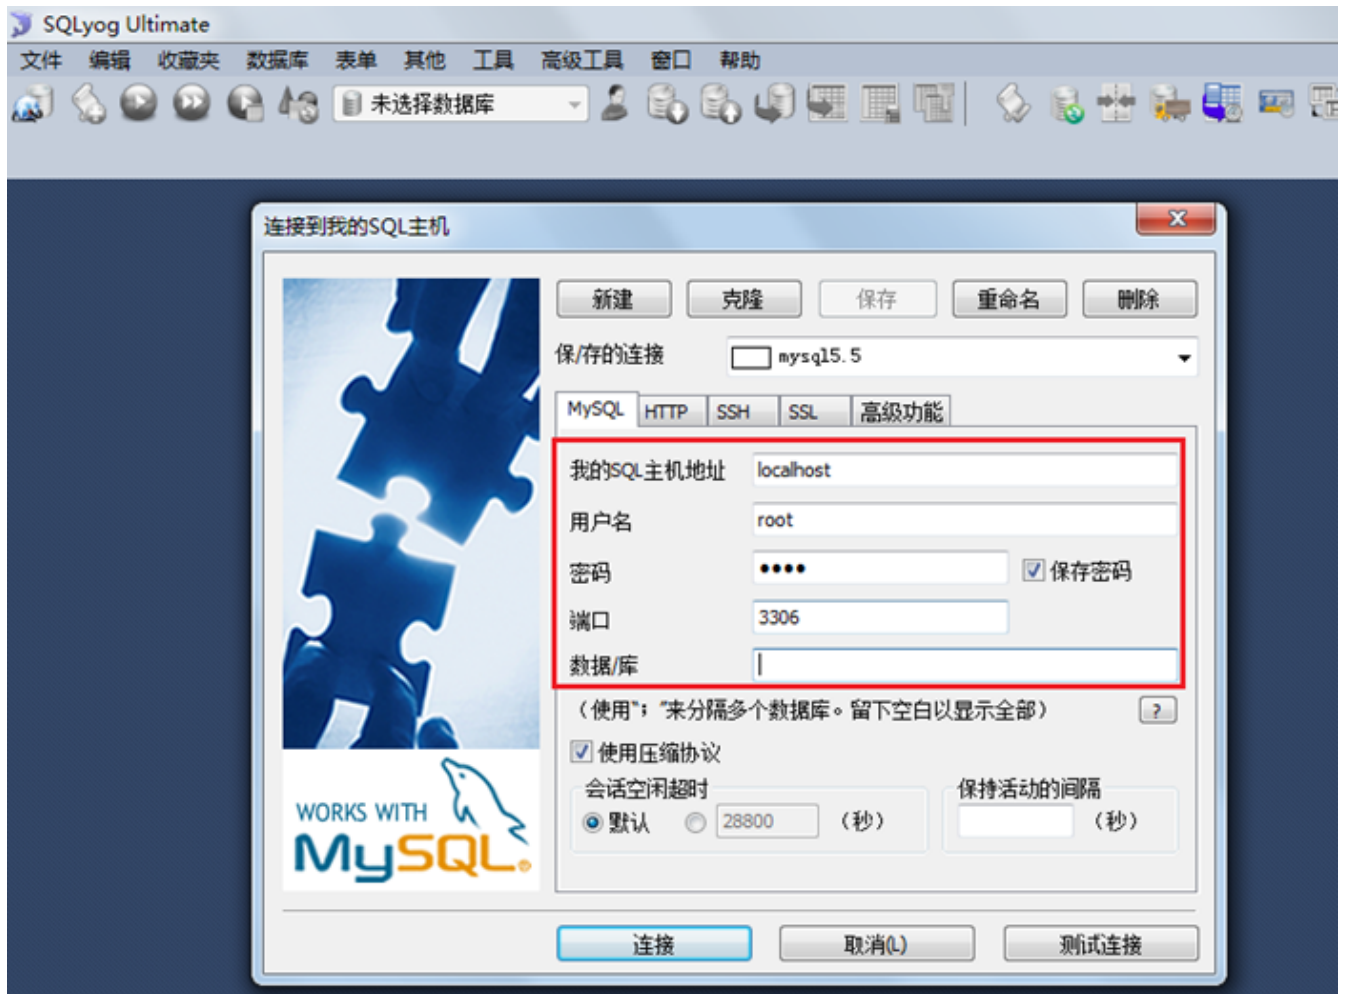 SQLyog Ultimate
文件 编辑 收藏夹 数据库 表单 其他 工具 高级工具 窗口 帮助
未选择数据库
连接到我的SQL主机
新建 克隆 保存 重命名 删除
保/存的连接 mysql5.5
MySQL HTTP SSH SSL 高级功能
我的SQL主机地址 localhost
用户名 root
密码 •••• 保存密码
端口 3306
数据/库
（使用“；”来分隔多个数据库。留下空白以显示全部） ?
使用压缩协议
会话空闲超时 保持活动的间隔
默认 28800 （秒） （秒）
WORKS WITH
MySQL
连接 取消(L) 测试连接